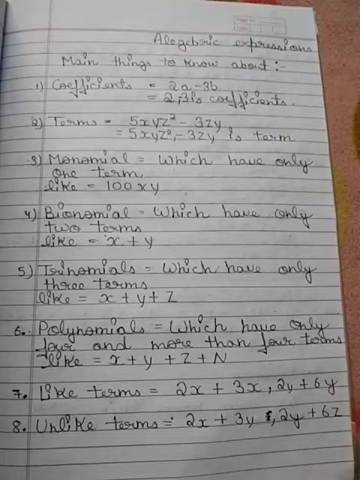 Alegebric expressions
Main things to know about :-
1) Coefficients = 2a-3b
= 2,3 is coefficients.
2) Terms = 5xyz² - 3zy
= 5xyz², -3zy is term
3) Monomial = Which have only
one term
like = 100xy
4) Bionomial = Which have only
two terms
like = x + y
5) Trinomials = Which have only
three terms
like = x + y + z
6. Polynomials = Which have only
four and more than four terms
like = x + y + z + N
7. Like terms = 2x + 3x, 2y + 6y
8. Unlike terms = 2x + 3y, 2y + 6z